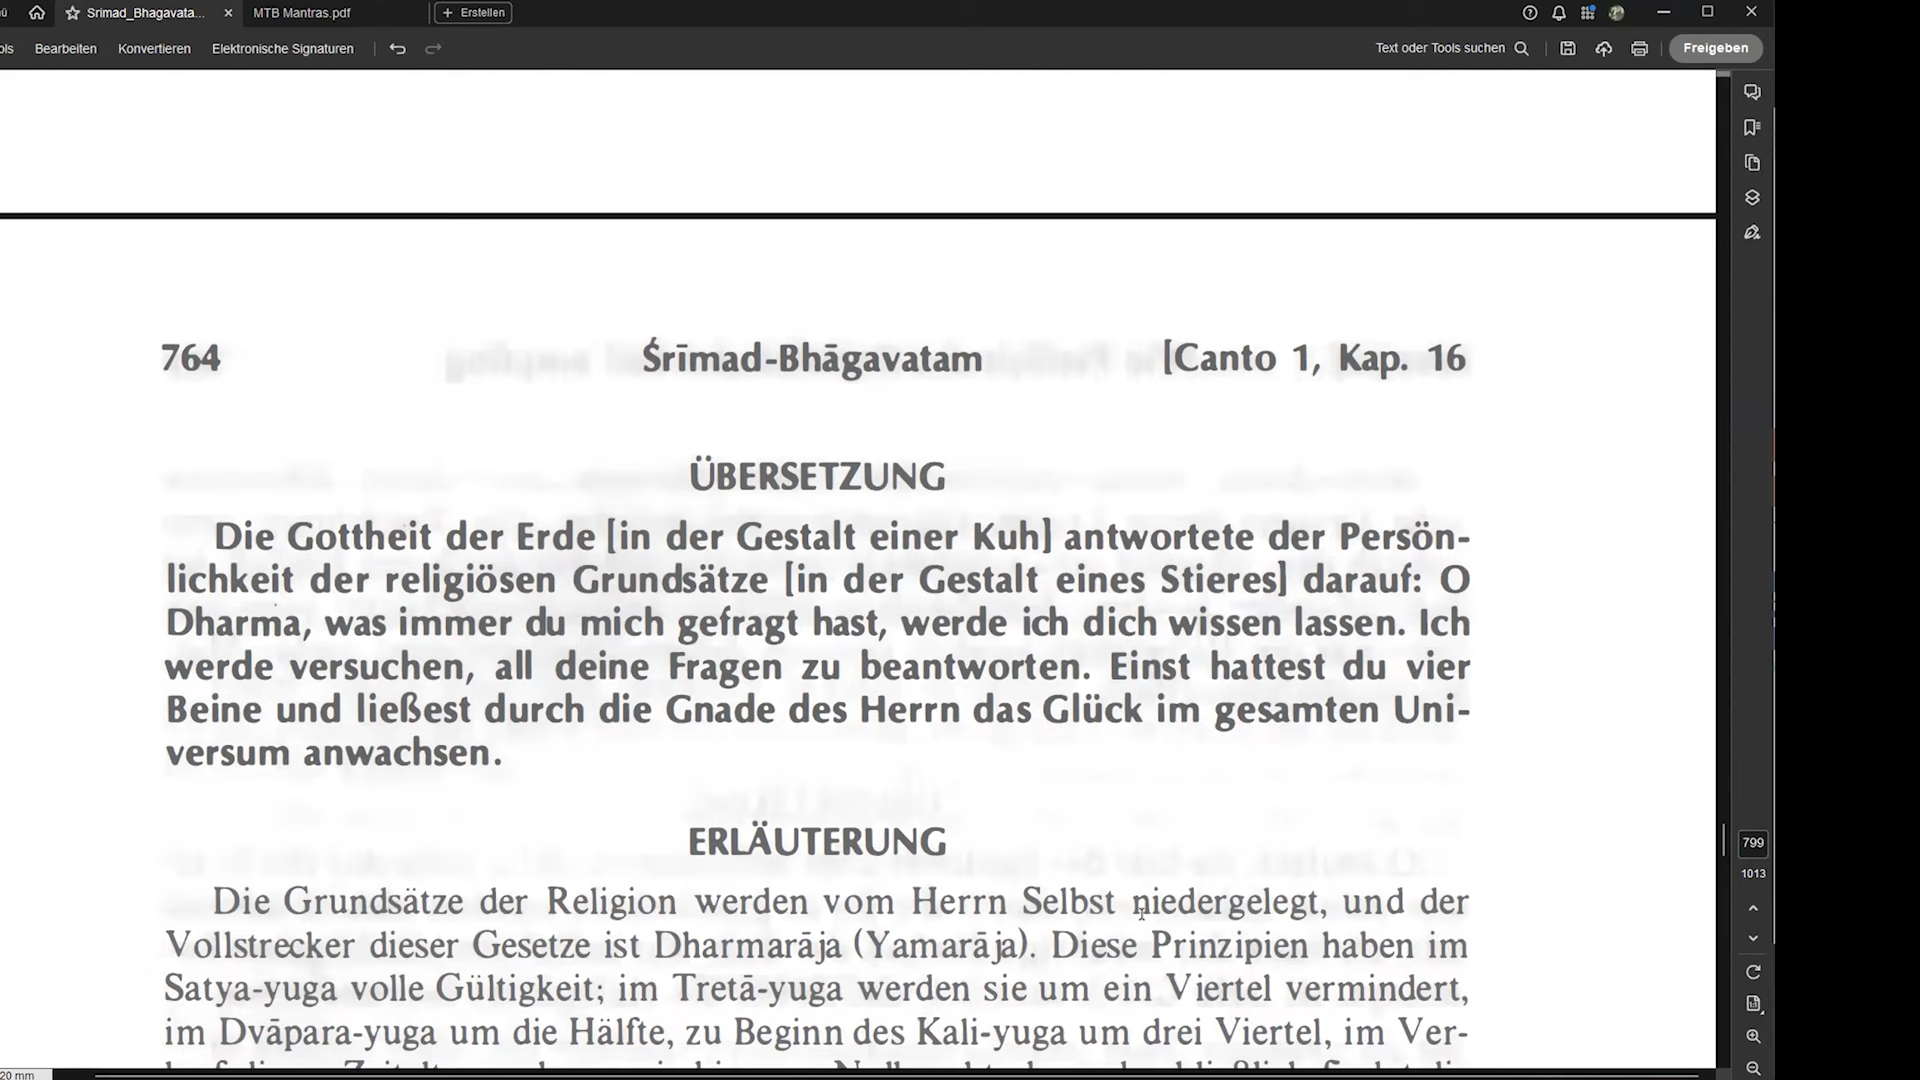 Srimad_Bhagavata...
MTB Mantras.pdf
Erstellen
Bearbeiten
Konvertieren
Elektronische Signaturen
Text oder Tools suchen
Freigeben
764 Śrīmad-Bhāgavatam [Canto 1, Kap. 16
ÜBERSETZUNG
Die Gottheit der Erde [in der Gestalt einer Kuh] antwortete der Persön-
lichkeit der religiösen Grundsätze [in der Gestalt eines Stieres] darauf: O
Dharma, was immer du mich gefragt hast, werde ich dich wissen lassen. Ich
werde versuchen, all deine Fragen zu beantworten. Einst hattest du vier
Beine und ließest durch die Gnade des Herrn das Glück im gesamten Uni-
versum anwachsen.
ERLÄUTERUNG
Die Grundsätze der Religion werden vom Herrn Selbst niedergelegt, und der
Vollstrecker dieser Gesetze ist Dharmarāja (Yamarāja). Diese Prinzipien haben im
Satya-yuga volle Gültigkeit; im Tretā-yuga werden sie um ein Viertel vermindert,
im Dvāpara-yuga um die Hälfte, zu Beginn des Kali-yuga um drei Viertel, im Ver-
799
1013
20 mm